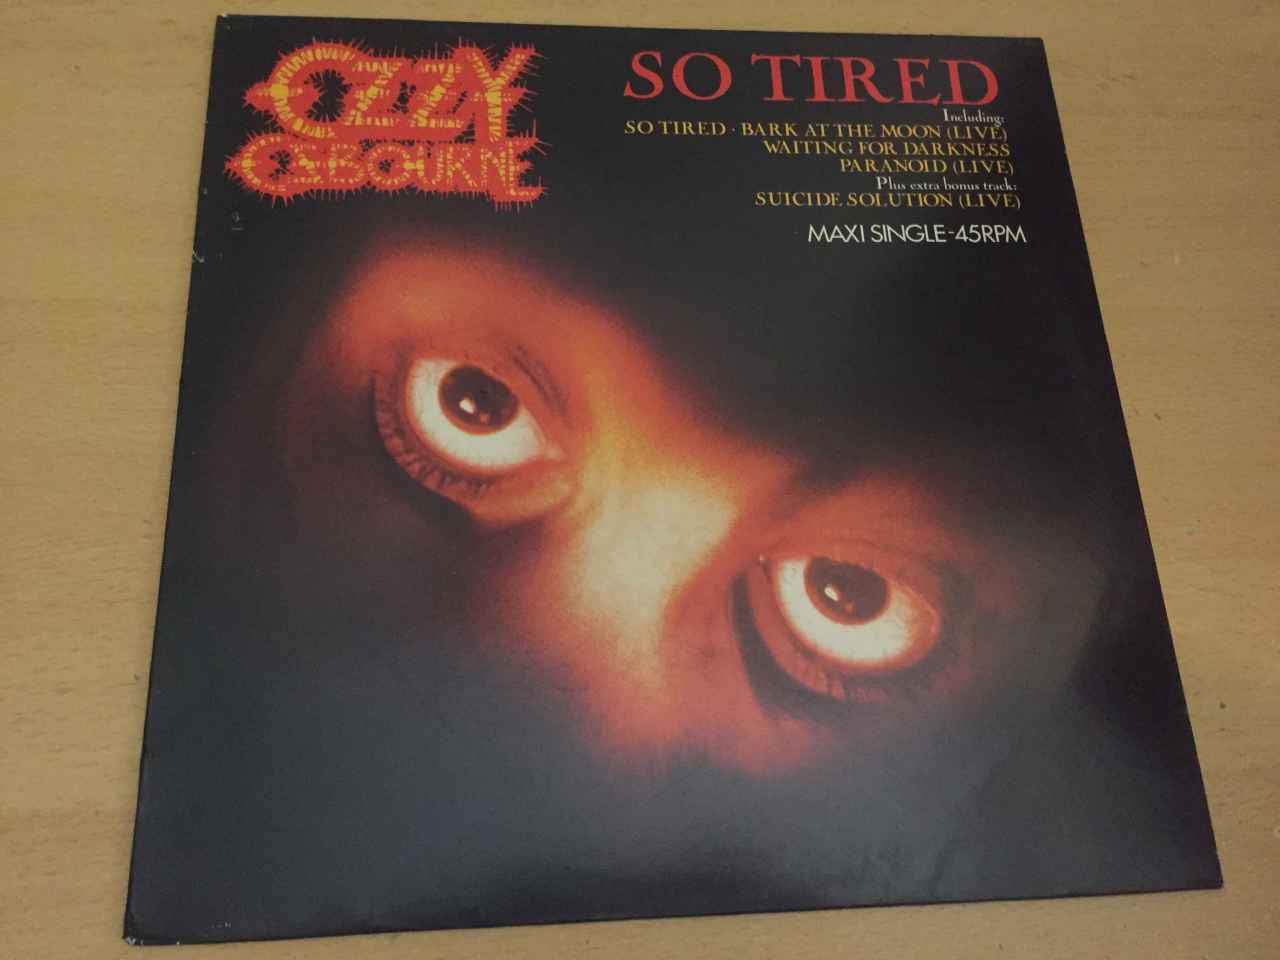 OZZY
OSBOURNE
SO TIRED
Including:
SO TIRED · BARK AT THE MOON (LIVE)
WAITING FOR DARKNESS
PARANOID (LIVE)
Plus extra bonus track:
SUICIDE SOLUTION (LIVE)
MAXI SINGLE-45RPM